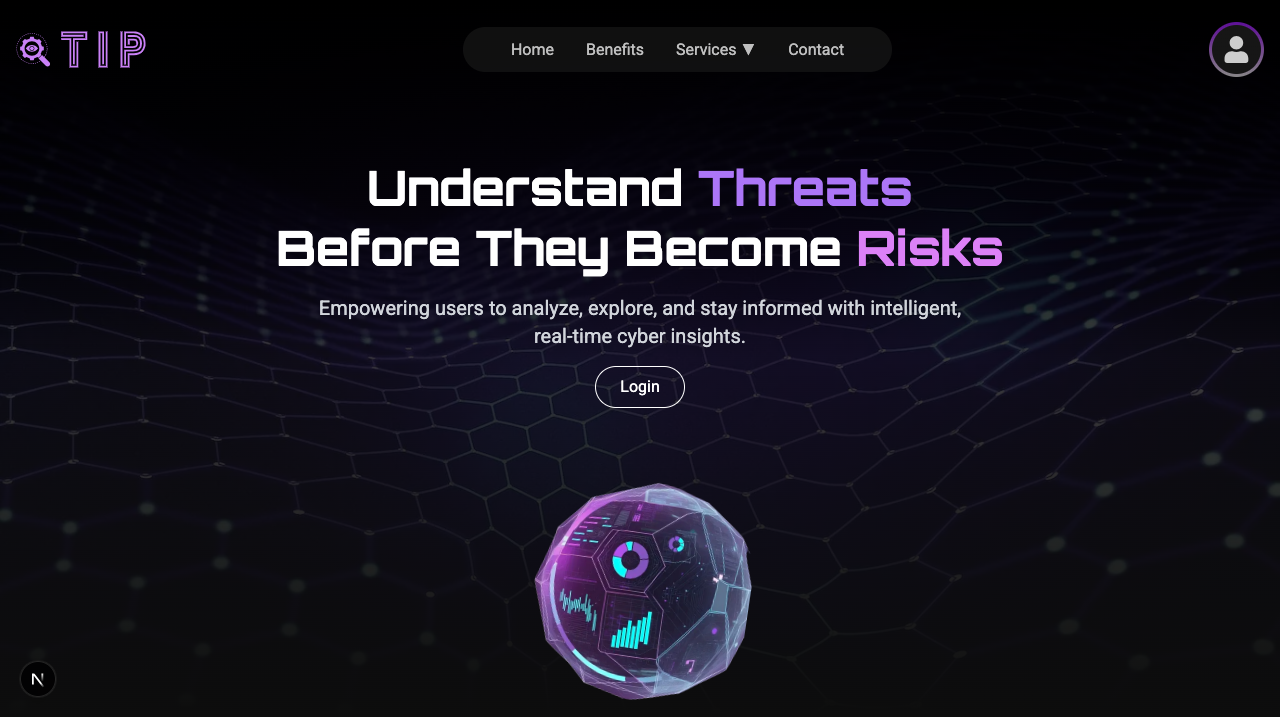 TIP
Home Benefits Services ▼ Contact
Understand Threats
Before They Become Risks
Empowering users to analyze, explore, and stay informed with intelligent,
real-time cyber insights.
Login
N